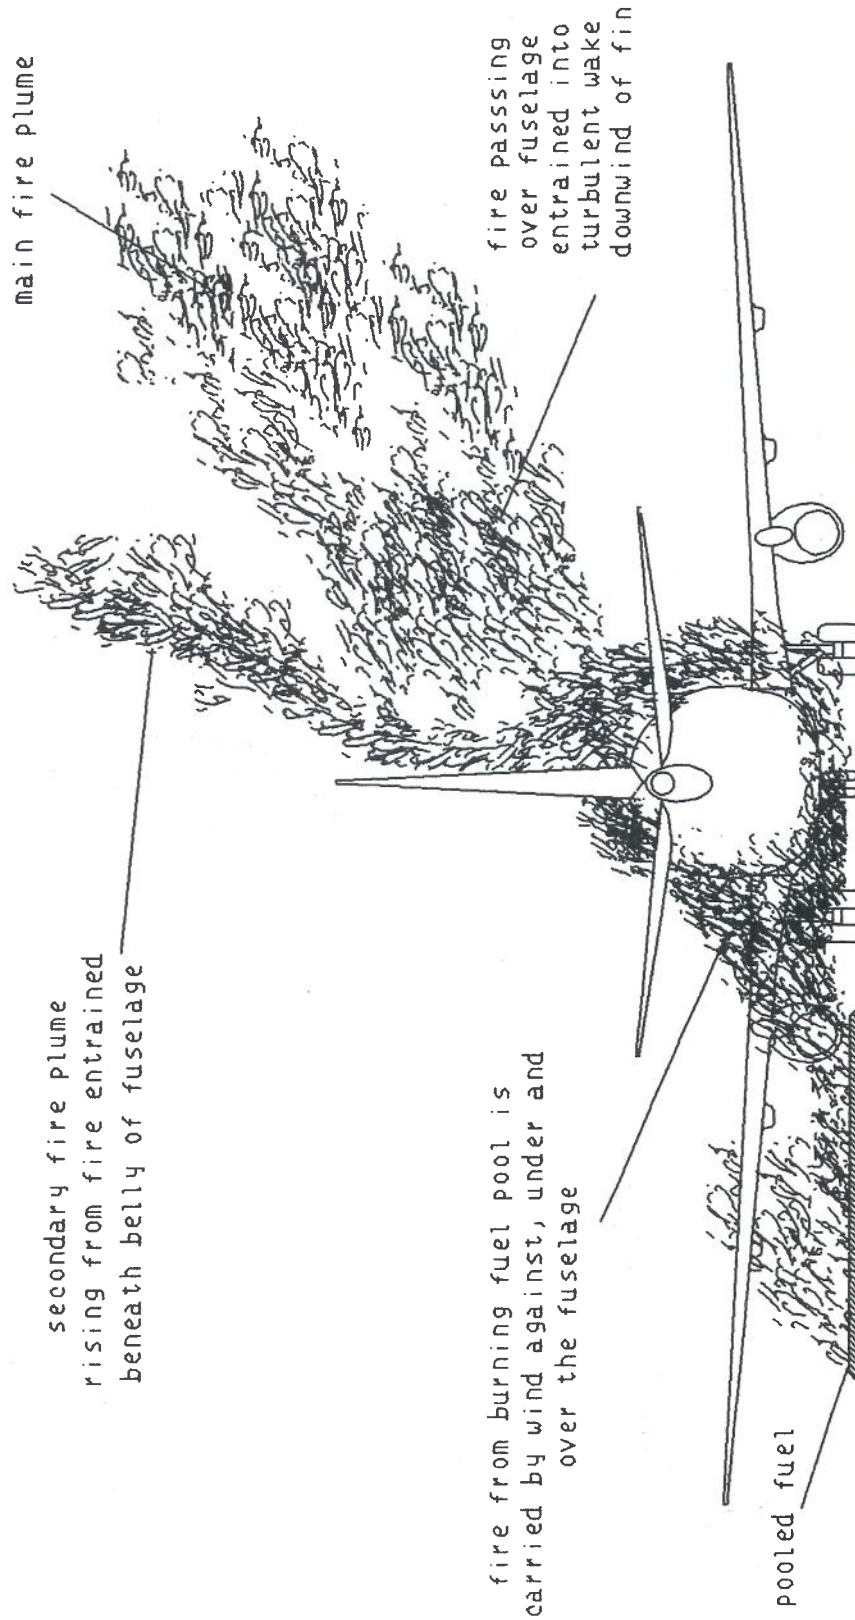 main fire plume
secondary fire plume
rising from fire entrained
beneath belly of fuselage
fire passsing
over fuselage
entrained into
turbulent wake
downwind of fin
fire from burning fuel pool is
carried by wind against, under and
over the fuselage
pooled fuel